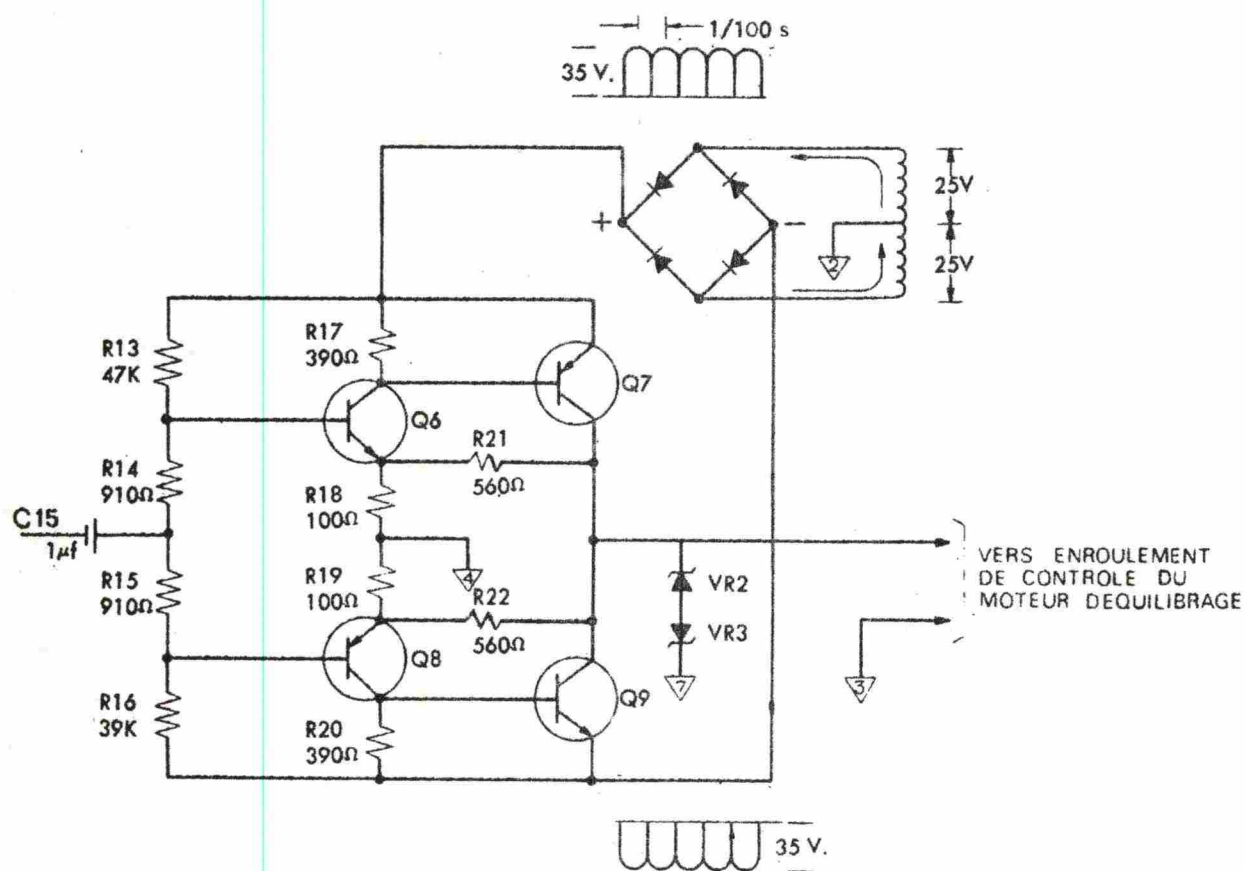 1/100 s
35 V.
25V
+
-
2
25V
R13
47K
R17
390Ω
Q7
Q6
R21
560Ω
R14
910Ω
R18
100Ω
C15
1µf
4
R15
910Ω
R19
100Ω
R22
560Ω
VR2
VR3
7
3
VERS ENROULEMENT
DE CONTROLE DU
MOTEUR DEQUILIBRAGE
Q8
Q9
R16
39K
R20
390Ω
35 V.